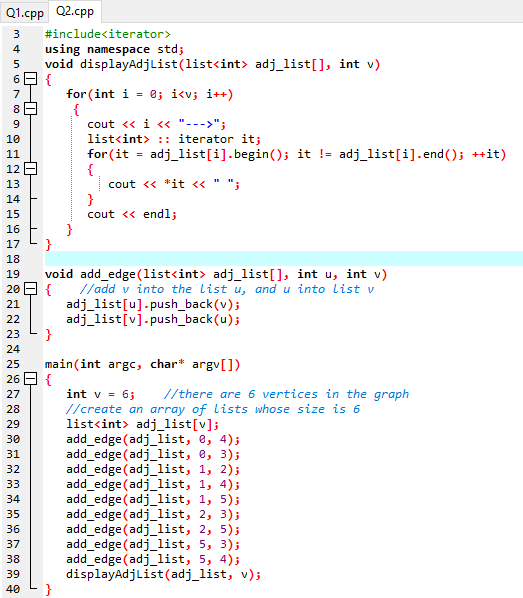 Q1.cpp Q2.cpp
3 #include<iterator>
4 using namespace std;
5 void displayAdjList(list<int> adj_list[], int v)
6 {
7 for(int i = 0; i<v; i++)
8 {
9 cout << i << "--->";
10 list<int> :: iterator it;
11 for(it = adj_list[i].begin(); it != adj_list[i].end(); ++it)
12 {
13 cout << *it << " ";
14 }
15 cout << endl;
16 }
17 }
18
19 void add_edge(list<int> adj_list[], int u, int v)
20 { //add v into the list u, and u into list v
21 adj_list[u].push_back(v);
22 adj_list[v].push_back(u);
23 }
24
25 main(int argc, char* argv[])
26 {
27 int v = 6; //there are 6 vertices in the graph
28 //create an array of lists whose size is 6
29 list<int> adj_list[v];
30 add_edge(adj_list, 0, 4);
31 add_edge(adj_list, 0, 3);
32 add_edge(adj_list, 1, 2);
33 add_edge(adj_list, 1, 4);
34 add_edge(adj_list, 1, 5);
35 add_edge(adj_list, 2, 3);
36 add_edge(adj_list, 2, 5);
37 add_edge(adj_list, 5, 3);
38 add_edge(adj_list, 5, 4);
39 displayAdjList(adj_list, v);
40 }